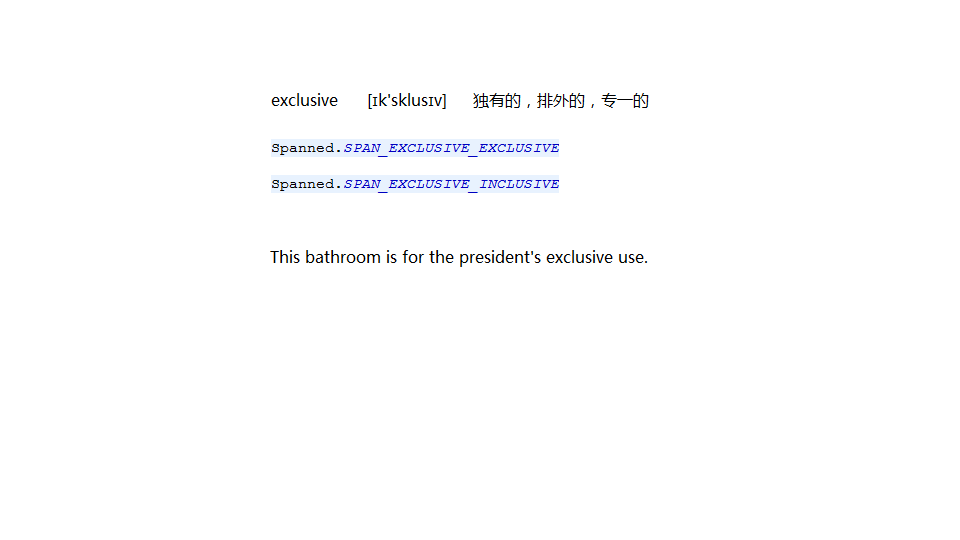 exclusive [ɪk'sklusɪv] 独有的，排外的，专一的
Spanned.SPAN_EXCLUSIVE_EXCLUSIVE
Spanned.SPAN_EXCLUSIVE_INCLUSIVE
This bathroom is for the president's exclusive use.